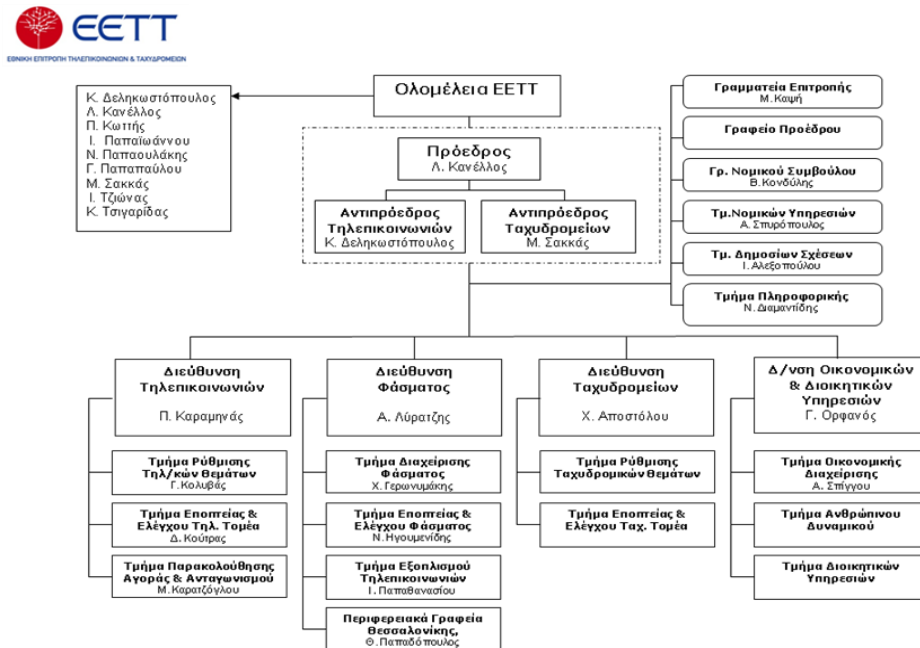 ΕΕΤΤ
ΕΘΝΙΚΗ ΕΠΙΤΡΟΠΗ ΤΗΛΕΠΙΚΟΙΝΩΝΙΩΝ & ΤΑΧΥΔΡΟΜΕΙΩΝ
Ολομέλεια ΕΕΤΤ
Κ. Δεληκωστόπουλος
Λ. Κανέλλος
Π. Κωττής
Ι. Παπαϊωάννου
Ν. Παπαουλάκης
Γ. Παπαπαύλου
Μ. Σακκάς
Ι. Τζιώνας
Κ. Τσιγαρίδας
Πρόεδρος
Λ. Κανέλλος
Αντιπρόεδρος
Τηλεπικοινωνιών
Κ. Δεληκωστόπουλος
Αντιπρόεδρος
Ταχυδρομείων
Μ. Σακκάς
Γραμματεία Επιτροπής
Μ. Καψή
Γραφείο Προέδρου
Γρ. Νομικού Συμβούλου
Β. Κονδύλης
Τμ.Νομικών Υπηρεσιών
Α. Σπυρόπουλος
Τμ. Δημοσίων Σχέσεων
Ι. Αλεξοπούλου
Τμήμα Πληροφορικής
Ν. Διαμαντίδης
Διεύθυνση
Τηλεπικοινωνιών
Π. Καραμηνάς
Τμήμα Ρύθμισης
Τηλ/κών Θεμάτων
Γ. Κολυβάς
Τμήμα Εποπτείας &
Ελέγχου Τηλ. Τομέα
Δ. Κούτρας
Τμήμα Παρακολούθησης
Αγοράς & Ανταγωνισμού
Μ. Καρατζόγλου
Διεύθυνση
Φάσματος
Α. Λύρατζης
Τμήμα Διαχείρισης
Φάσματος
Χ. Γερωνυμάκης
Τμήμα Εποπτείας &
Ελέγχου Φάσματος
Ν. Ηγουμενίδης
Τμήμα Εξοπλισμού
Τηλεπικοινωνιών
Ι. Παπαθανασίου
Περιφερειακά Γραφεία
Θεσσαλονίκης,
Θ. Παπαδόπουλος
Διεύθυνση
Ταχυδρομείων
Χ. Αποστόλου
Τμήμα Ρύθμισης
Ταχυδρομικών Θεμάτων
Τμήμα Εποπτείας &
Ελέγχου Ταχ. Τομέα
Δ/νση Οικονομικών
& Διοικητικών
Υπηρεσιών
Γ. Ορφανός
Τμήμα Οικονομικής
Διαχείρισης
Α. Σπίγγου
Τμήμα Ανθρώπινου
Δυναμικού
Τμήμα Διοικητικών
Υπηρεσιών